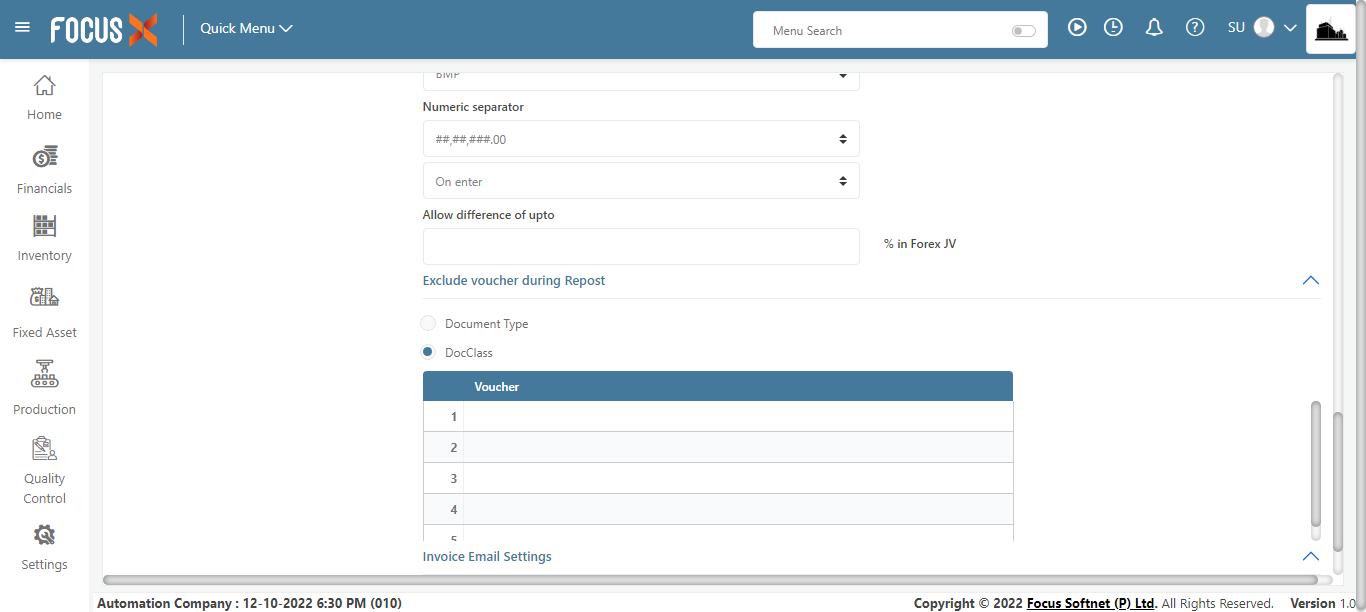 FOCUS X
Quick Menu
Menu Search
SU
Home
Financials
Inventory
Fixed Asset
Production
Quality
Control
Settings
BMP
Numeric separator
##,##,###.00
On enter
Allow difference of upto
% in Forex JV
Exclude voucher during Repost
Document Type
DocClass
Voucher
1
2
3
4
5
Invoice Email Settings
Automation Company : 12-10-2022 6:30 PM (010)
Copyright © 2022 Focus Softnet (P) Ltd. All Rights Reserved. Version 1.0